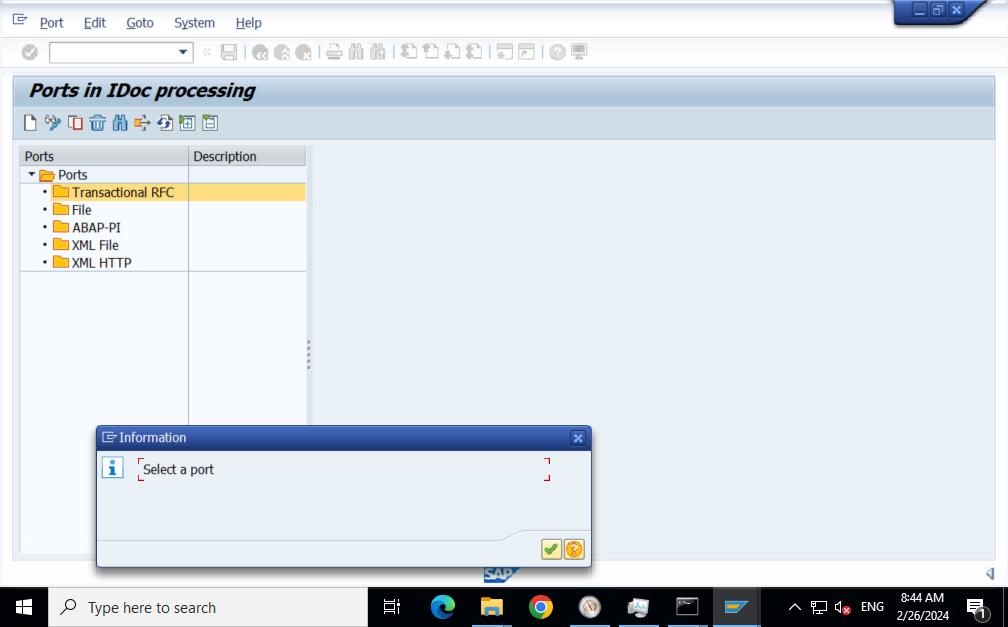 Port Edit Goto System Help
Ports in IDoc processing
Ports Description
Ports
Transactional RFC
File
ABAP-PI
XML File
XML HTTP
Information
Select a port
SAP
Type here to search
ENG
8:44 AM
2/26/2024
1